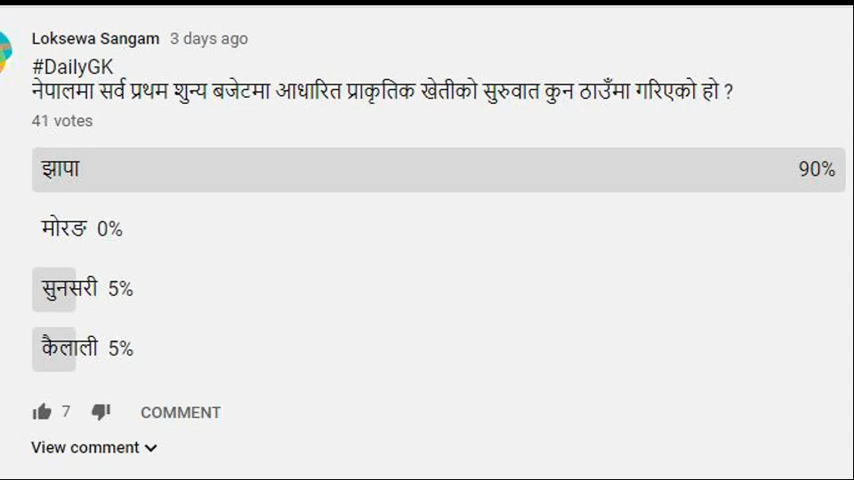 Loksewa Sangam 3 days ago
#DailyGK
नेपालमा सर्व प्रथम शुन्य बजेटमा आधारित प्राकृतिक खेतीको सुरुवात कुन ठाउँमा गरिएको हो ?
41 votes
झापा 90%
मोरङ 0%
सुनसरी 5%
कैलाली 5%
7 COMMENT
View comment